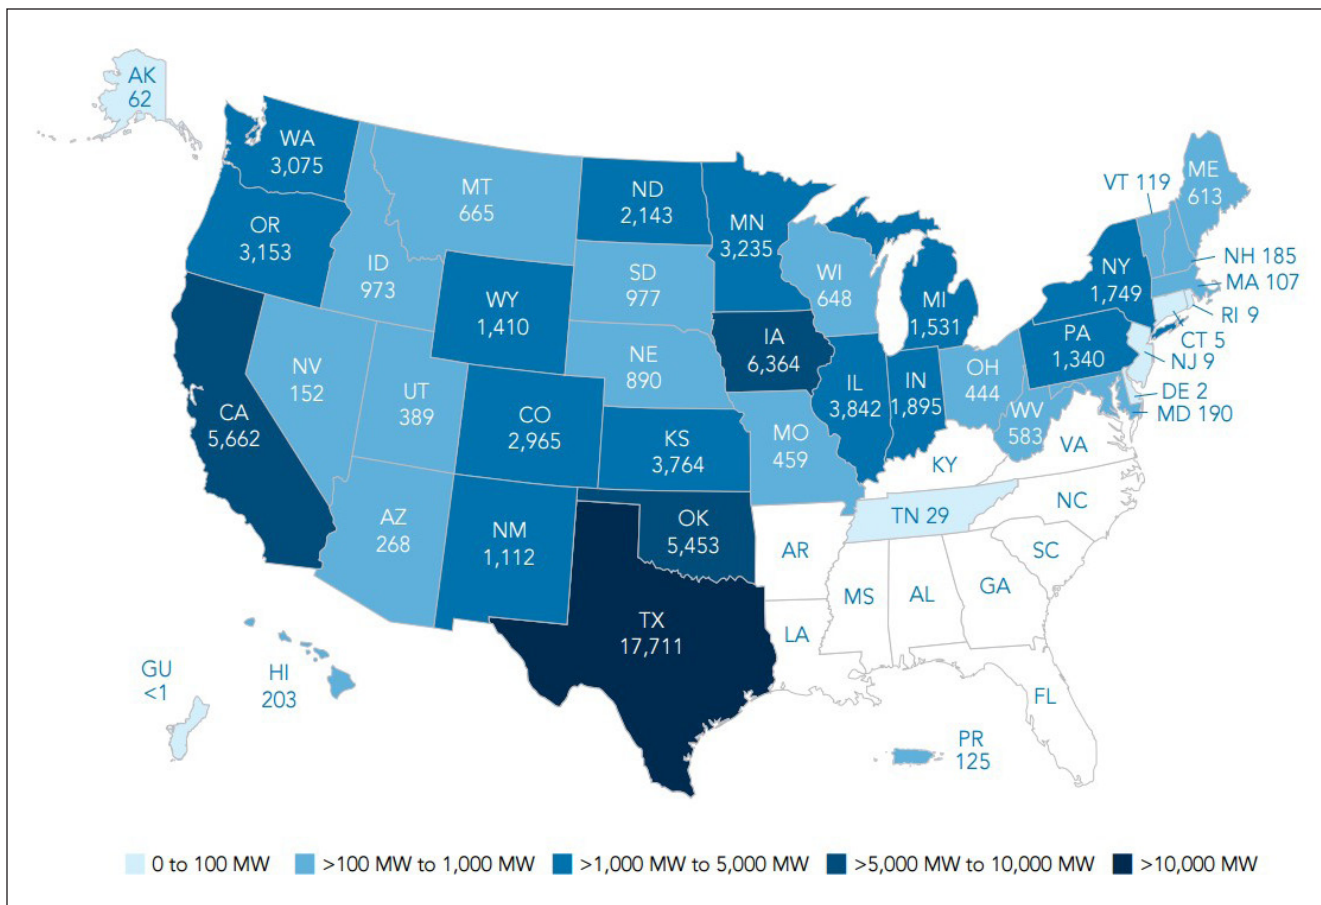 AK
62
WA
3,075
MT
665
ND
2,143
MN
3,235
VT 119
ME
613
OR
3,153
ID
973
WY
1,410
SD
977
WI
648
MI
1,531
NY
1,749
NH 185
MA 107
RI 9
CT 5
NJ 9
DE 2
MD 190
NV
152
UT
389
CO
2,965
NE
890
IA
6,364
IL
3,842
IN
1,895
OH
444
PA
1,340
WV
583
VA
CA
5,662
KS
3,764
MO
459
KY
AZ
268
NM
1,112
OK
5,453
AR
TN 29
NC
SC
TX
17,711
LA
MS
AL
GA
FL
GU
<1
HI
203
PR
125
0 to 100 MW
>100 MW to 1,000 MW
>1,000 MW to 5,000 MW
>5,000 MW to 10,000 MW
>10,000 MW